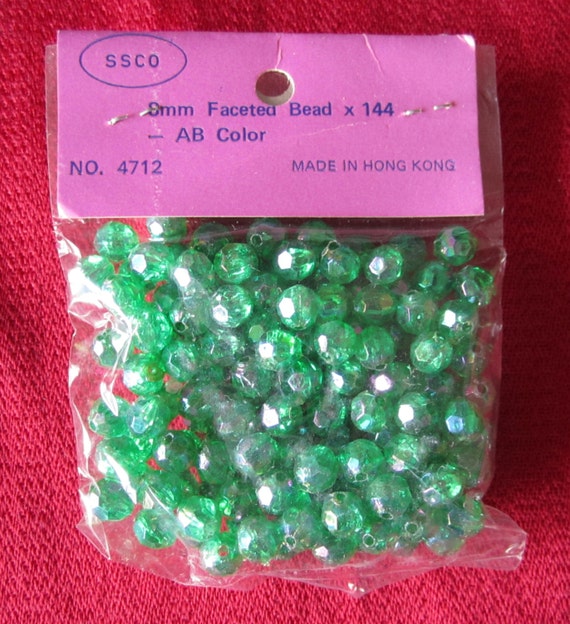 SSCO
8mm Faceted Bead x 144
— AB Color
NO. 4712
MADE IN HONG KONG